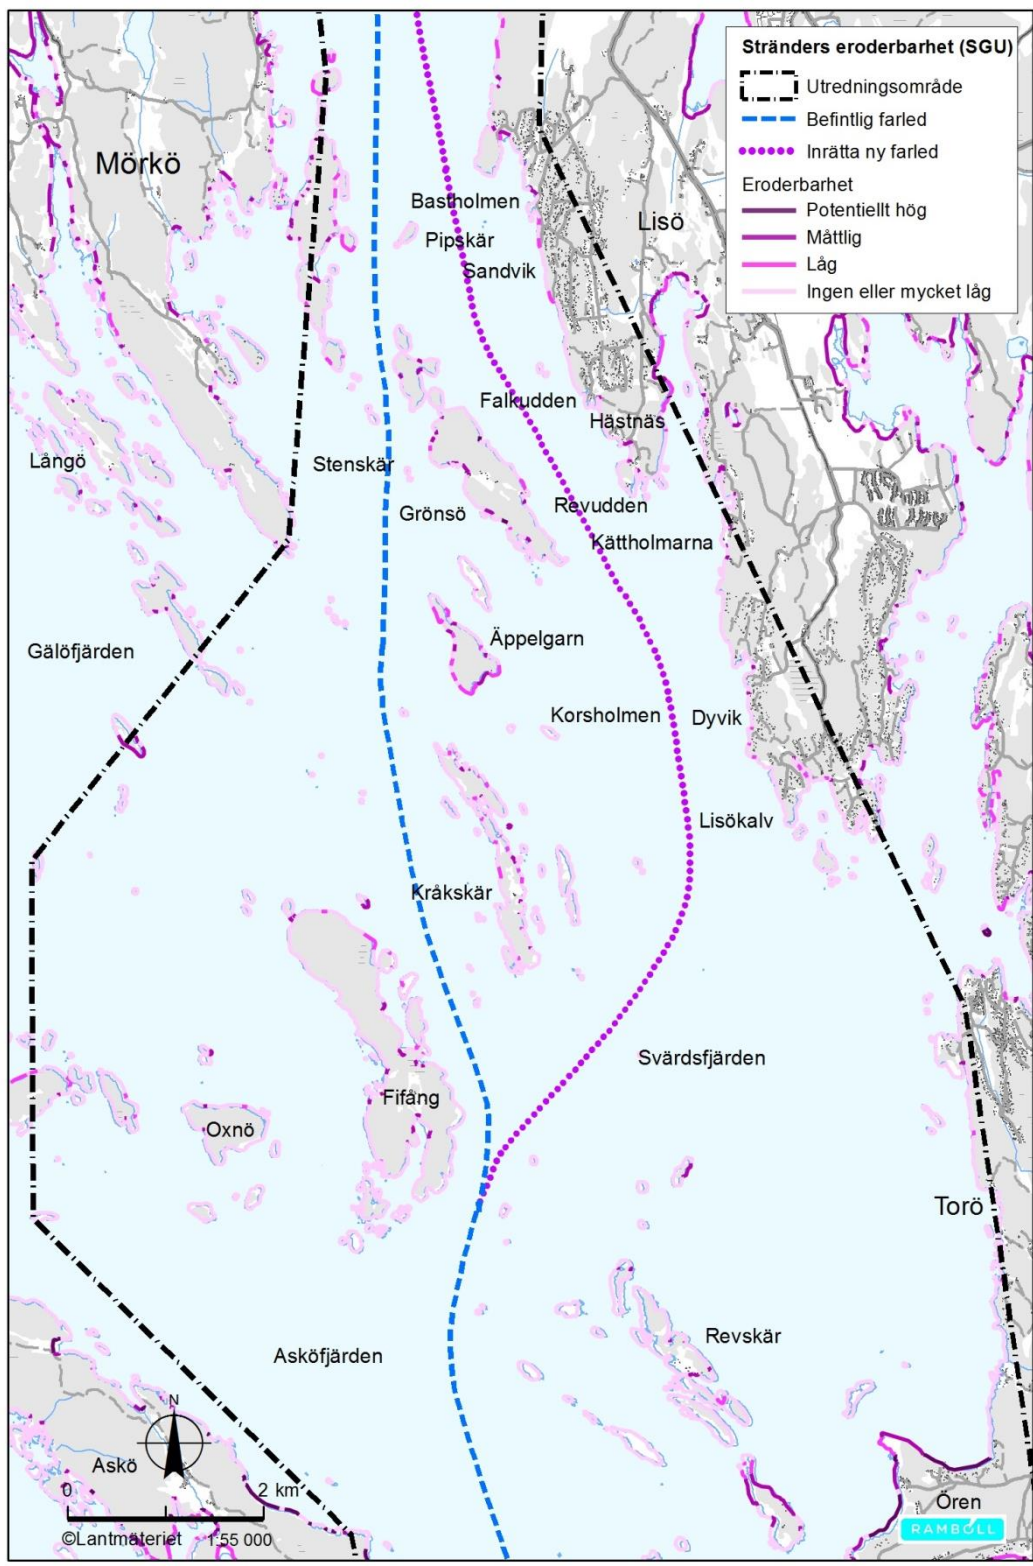 Stränders eroderbarhet (SGU)
Utredningsområde
Befintlig farled
Inrätta ny farled
Eroderbarhet
Potentiellt hög
Måttlig
Låg
Ingen eller mycket låg
Mörkö
Lisö
Bastholmen
Pipskär
Sandvik
Falkudden
Hästnäs
Långö
Stenskär
Grönsö
Revudden
Kättholmarna
Gälöfjärden
Äppelgarn
Korsholmen
Dyvik
Lisökalv
Kråkskär
Svärdsfjärden
Fifång
Oxnö
Torö
Revskär
Asköfjärden
N
Askö
0 2 km
©Lantmäteriet 1:55 000
Ören
RAMBOLL